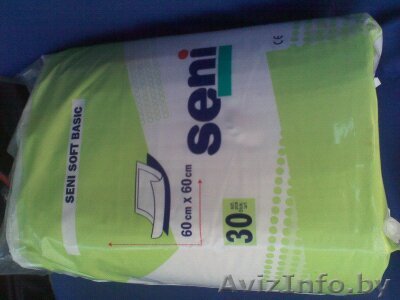 SENI SOFT BASIC
seni
60 cm x 60 cm
30
CE
AvizInfo.by